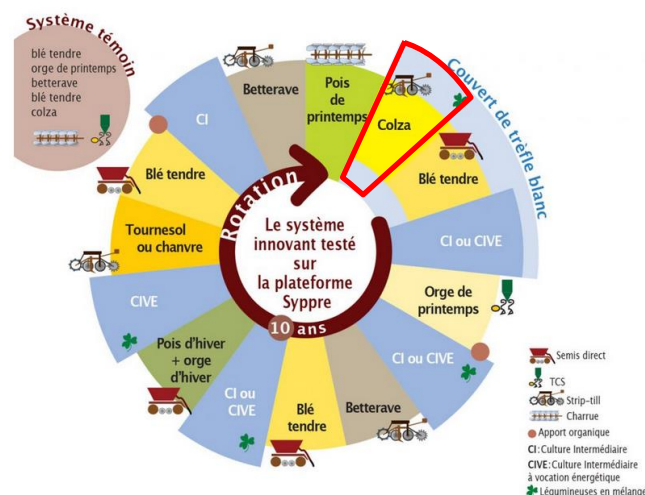 Système témoin
blé tendre
orge de printemps
betterave
blé tendre
colza
Betterave
Pois
de
printemps
Colza
Couvert de trèfle blanc
Blé tendre
CI ou CIVE
Orge de
printemps
CI ou CIVE
Betterave
Blé
tendre
CI ou
CIVE
Pois d'hiver
+ orge
d'hiver
CIVE
Tournesol
ou chanvre
Blé tendre
CI
Rotation
Le système
innovant testé
sur
la plateforme
Syppre
10 ans
Semis direct
TCS
Strip-till
Charrue
Apport organique
CI: Culture Intermédiaire
CIVE: Culture Intermédiaire
à vocation énergétique
Légumineuses en mélange